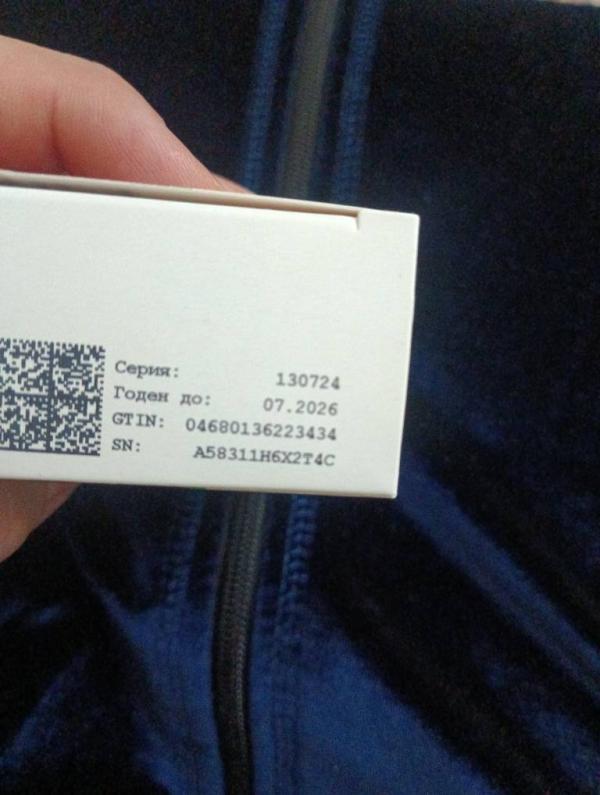 Серия: 130724
Годен до: 07.2026
GTIN: 04680136223434
SN: A58311H6X2T4C